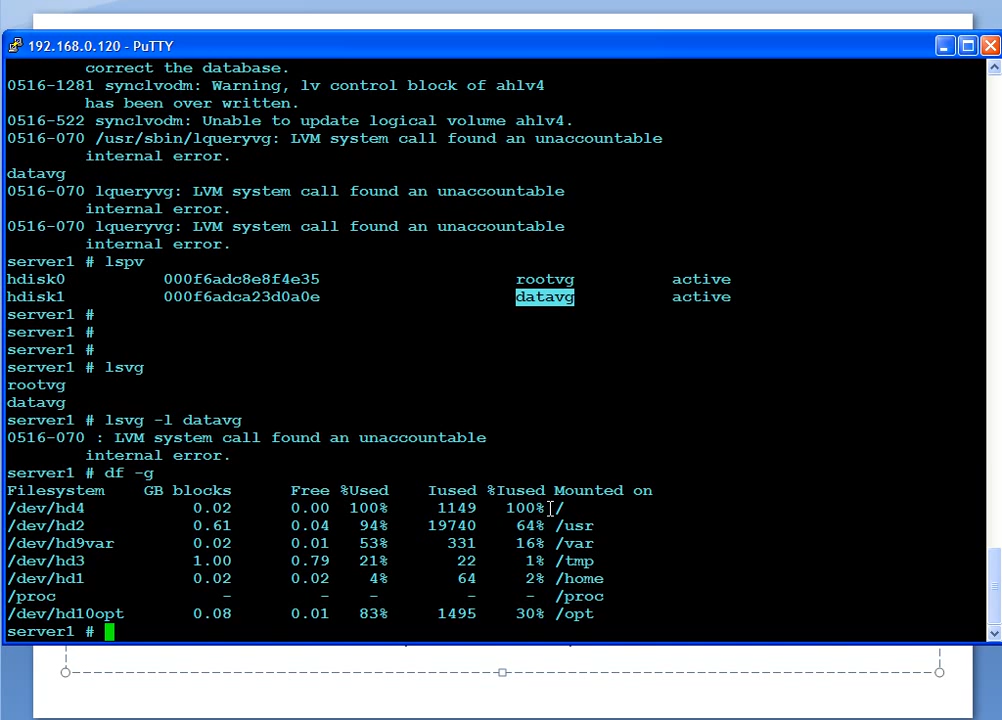 192.168.0.120 - PuTTY
correct the database.
0516-1281 synclvodm: Warning, lv control block of ahlv4
has been over written.
0516-522 synclvodm: Unable to update logical volume ahlv4.
0516-070 /usr/sbin/lqueryvg: LVM system call found an unaccountable
internal error.
datavg
0516-070 lqueryvg: LVM system call found an unaccountable
internal error.
0516-070 lqueryvg: LVM system call found an unaccountable
internal error.
server1 # lspv
hdisk0 000f6adc8e8f4e35 rootvg active
hdisk1 000f6adca23d0a0e datavg active
server1 #
server1 #
server1 #
server1 # lsvg
rootvg
datavg
server1 # lsvg -l datavg
0516-070 : LVM system call found an unaccountable
internal error.
server1 # df -g
Filesystem GB blocks Free %Used Iused %Iused Mounted on
/dev/hd4 0.02 0.00 100% 1149 100% /
/dev/hd2 0.61 0.04 94% 19740 64% /usr
/dev/hd9var 0.02 0.01 53% 331 16% /var
/dev/hd3 1.00 0.79 21% 22 1% /tmp
/dev/hd1 0.02 0.02 4% 64 2% /home
/proc - - - - - /proc
/dev/hd10opt 0.08 0.01 83% 1495 30% /opt
server1 #